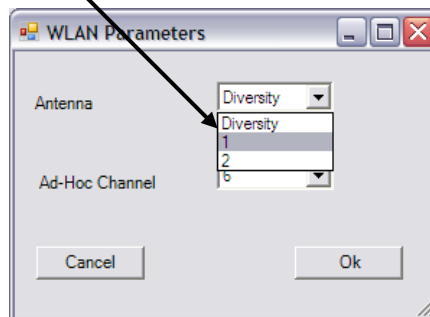 WLAN Parameters
Antenna
Diversity
Diversity
1
2
Ad-Hoc Channel
6
Cancel
Ok